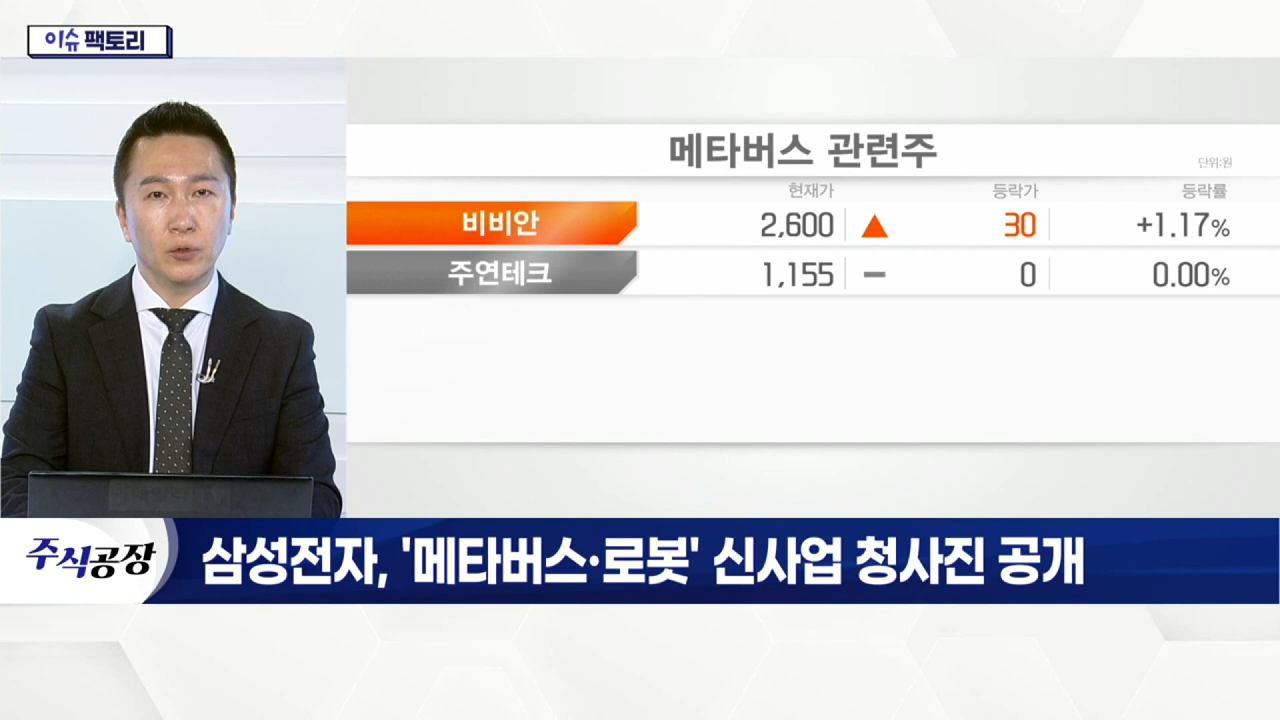 이슈 팩토리
메타버스 관련주
단위:원
현재가 등락가 등락률
비비안 2,600 ▲ 30 +1.17%
주연테크 1,155 – 0 0.00%
주식공장
삼성전자, '메타버스·로봇' 신사업 청사진 공개